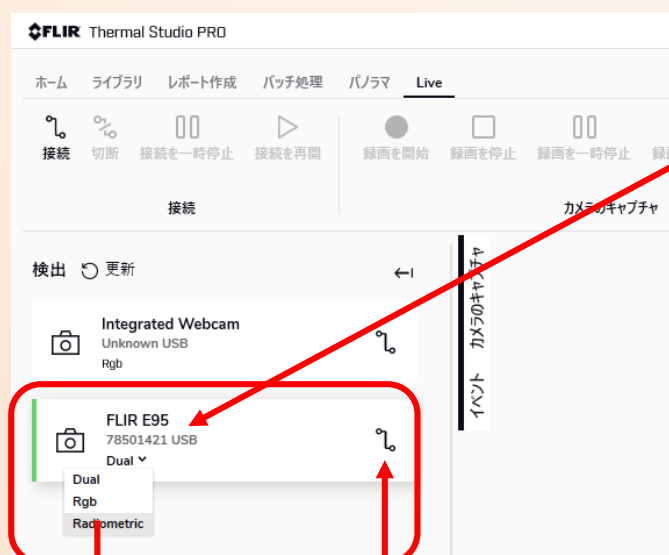 FLIR Thermal Studio PRO
ホーム ライブラリ レポート作成 バッチ処理 パノラマ Live
接続 切断 接続を一時停止 接続を再開 録画を開始 録画を停止 録画を一時停止
接続 カメラのキャプチャ
検出 更新
Integrated Webcam
Unknown USB
Rgb
FLIR E95
78501421 USB
Dual
Dual
Rgb
Radiometric
カメラのキャプチャ
イベント